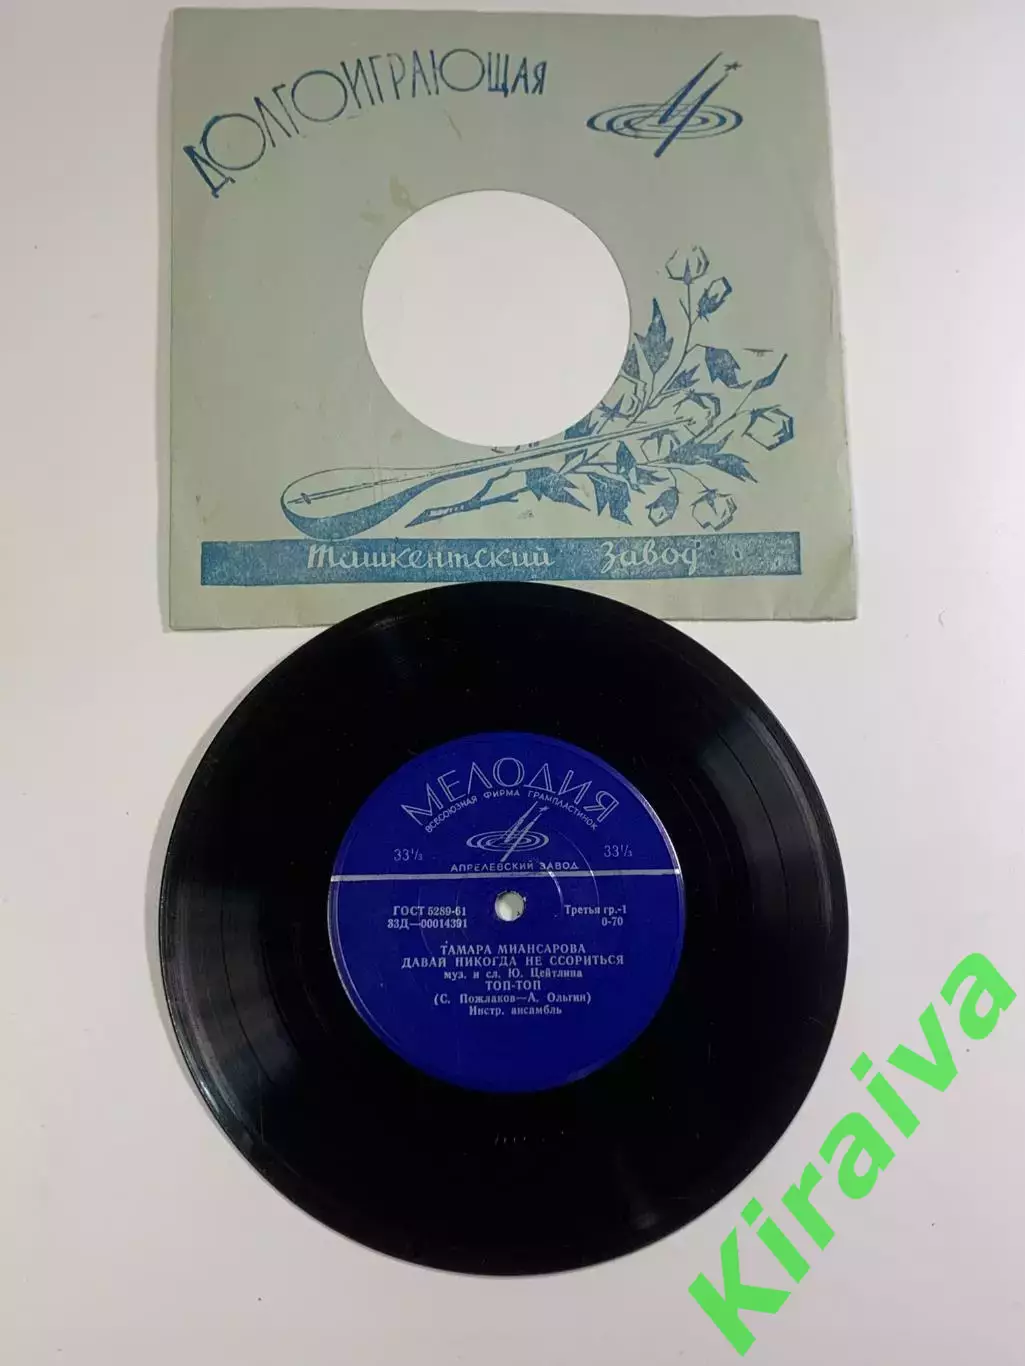 ДОЛГОИГРАЮЩАЯ
Ташкентский Завод
МЕЛОДИЯ
ВСЕСОЮЗНАЯ ФИРМА ГРАМПЛАСТИНОК
33⅓ 33⅓
АПРЕЛЕВСКИЙ ЗАВОД
ГОСТ 5289-61 Третья гр.-1
33Д—00014391 0-70
ТАМАРА МИАНСАРОВА
ДАВАЙ НИКОГДА НЕ ССОРИТЬСЯ
муз. и сл. Ю. Цейтлина
ТОП-ТОП
(С. Пожлаков—А. Ольгин)
Инстр. ансамбль
Kiraiva